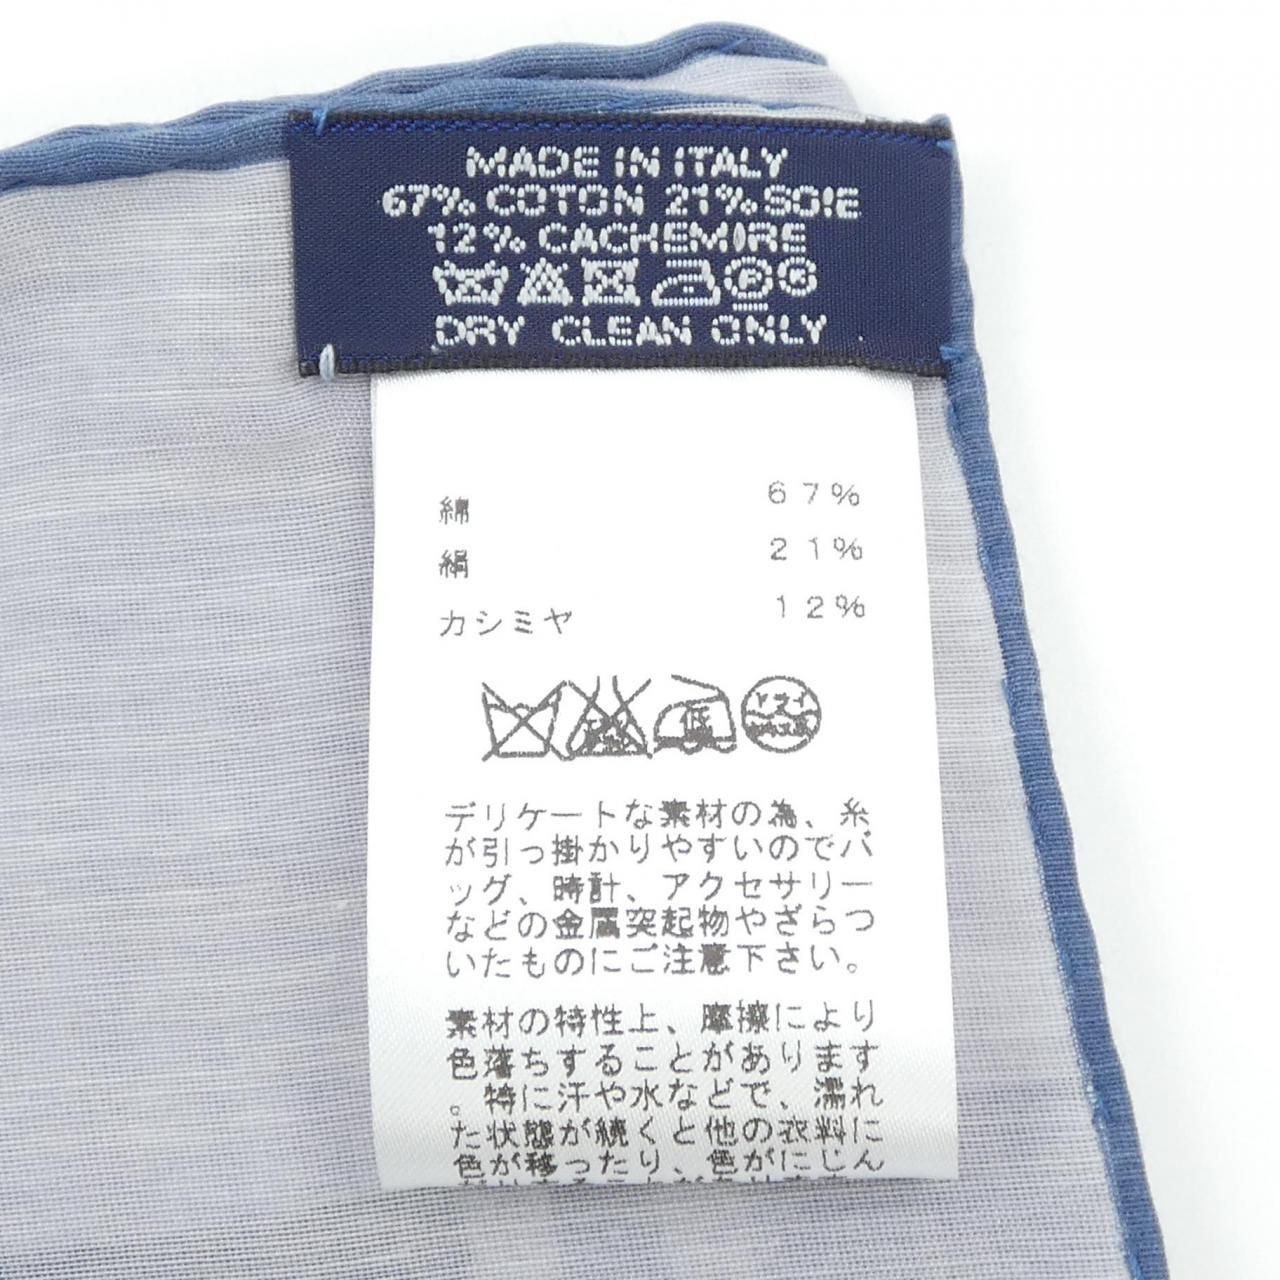 MADE IN ITALY
67% COTON 21% SOIE
12% CACHEMIRE
P R
DRY CLEAN ONLY
綿 67%
絹 21%
カシミヤ 12%
低 ドライ
デリケートな素材の為、糸
が引っ掛かりやすいのでバ
ッグ、時計、アクセサリー
などの金属突起物やざらつ
いたものにご注意下さい。
素材の特性上、摩擦により
色落ちすることがあります
。特に汗や水などで、濡れ
た状態が続くと他の衣料に
色が移ったり、色がにじん